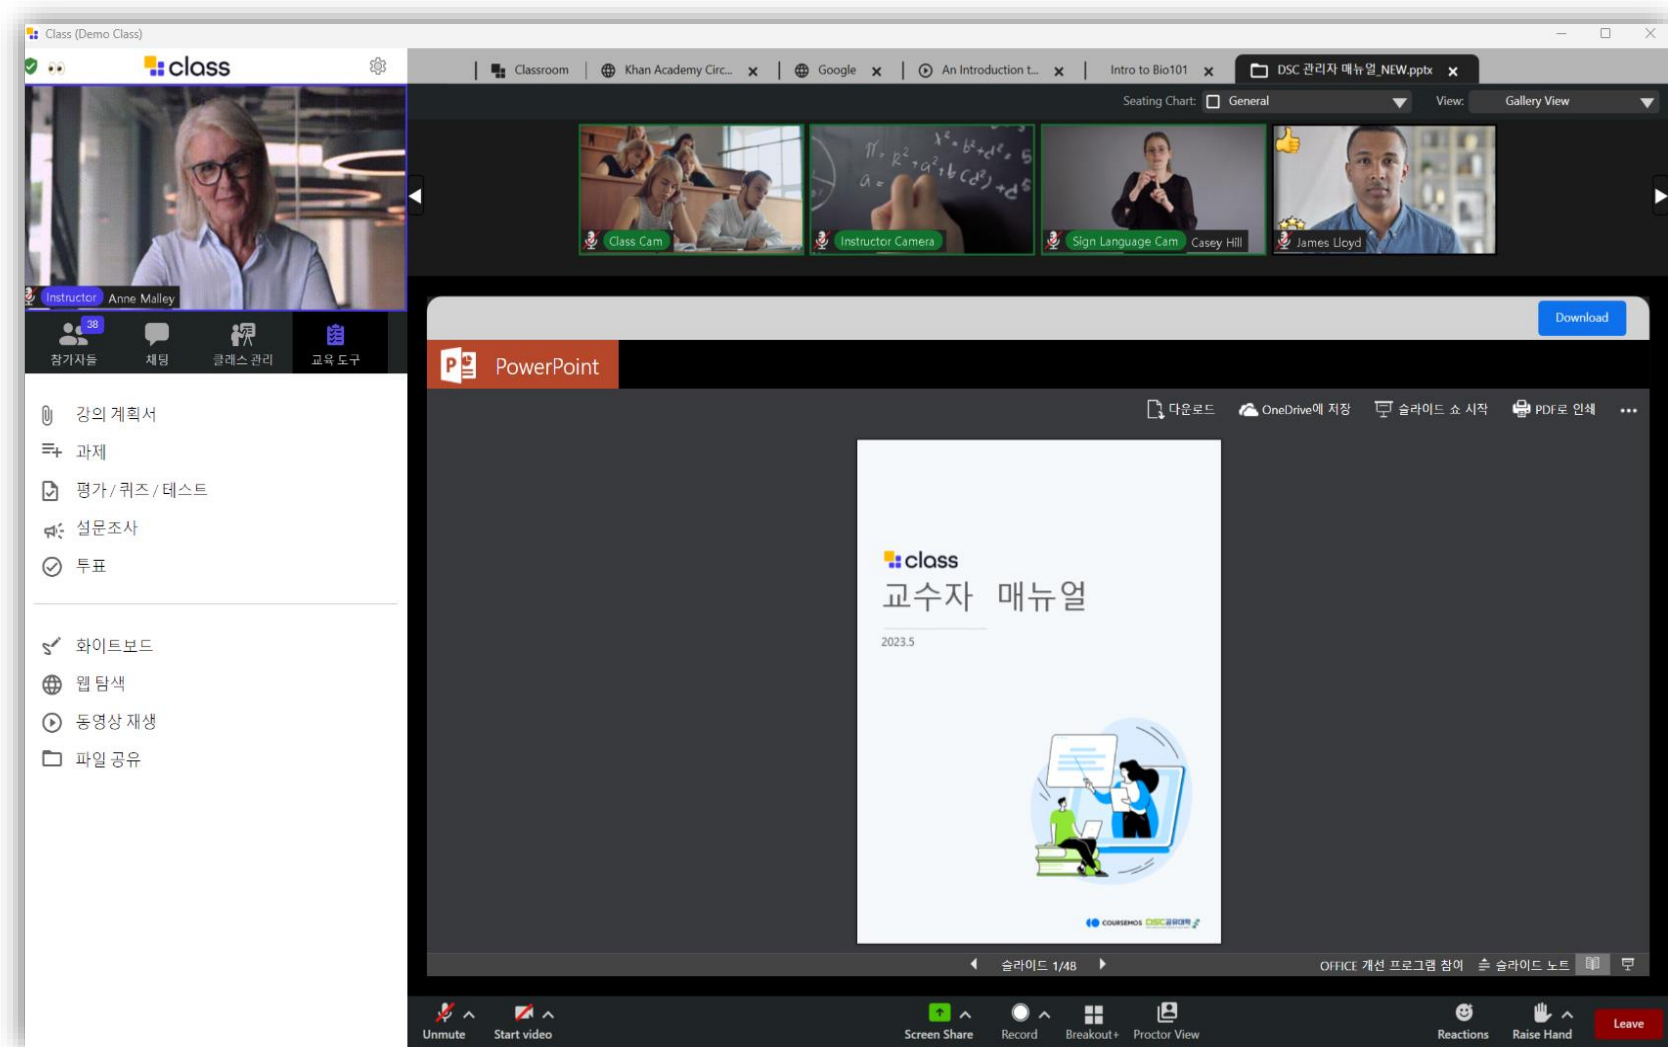 Class (Demo Class)
class
Classroom
Khan Academy Circ...
Google
An Introduction t...
Intro to Bio101
DSC 관리자 매뉴얼_NEW.pptx
Seating Chart:
General
View:
Gallery View
Class Cam
Instructor Camera
Sign Language Cam
Casey Hill
James Lloyd
Instructor
Anne Malley
38
참가자들
채팅
클래스 관리
교육 도구
강의 계획서
과제
평가 / 퀴즈 / 테스트
설문조사
투표
화이트보드
웹 탐색
동영상 재생
파일 공유
Download
PowerPoint
다운로드
OneDrive에 저장
슬라이드 쇼 시작
PDF로 인쇄
class
교수자 매뉴얼
2023.5
COURSEMOS
DSC공유대학
슬라이드 1/48
OFFICE 개선 프로그램 참여
슬라이드 노트
Unmute
Start video
Screen Share
Record
Breakout+
Proctor View
Reactions
Raise Hand
Leave